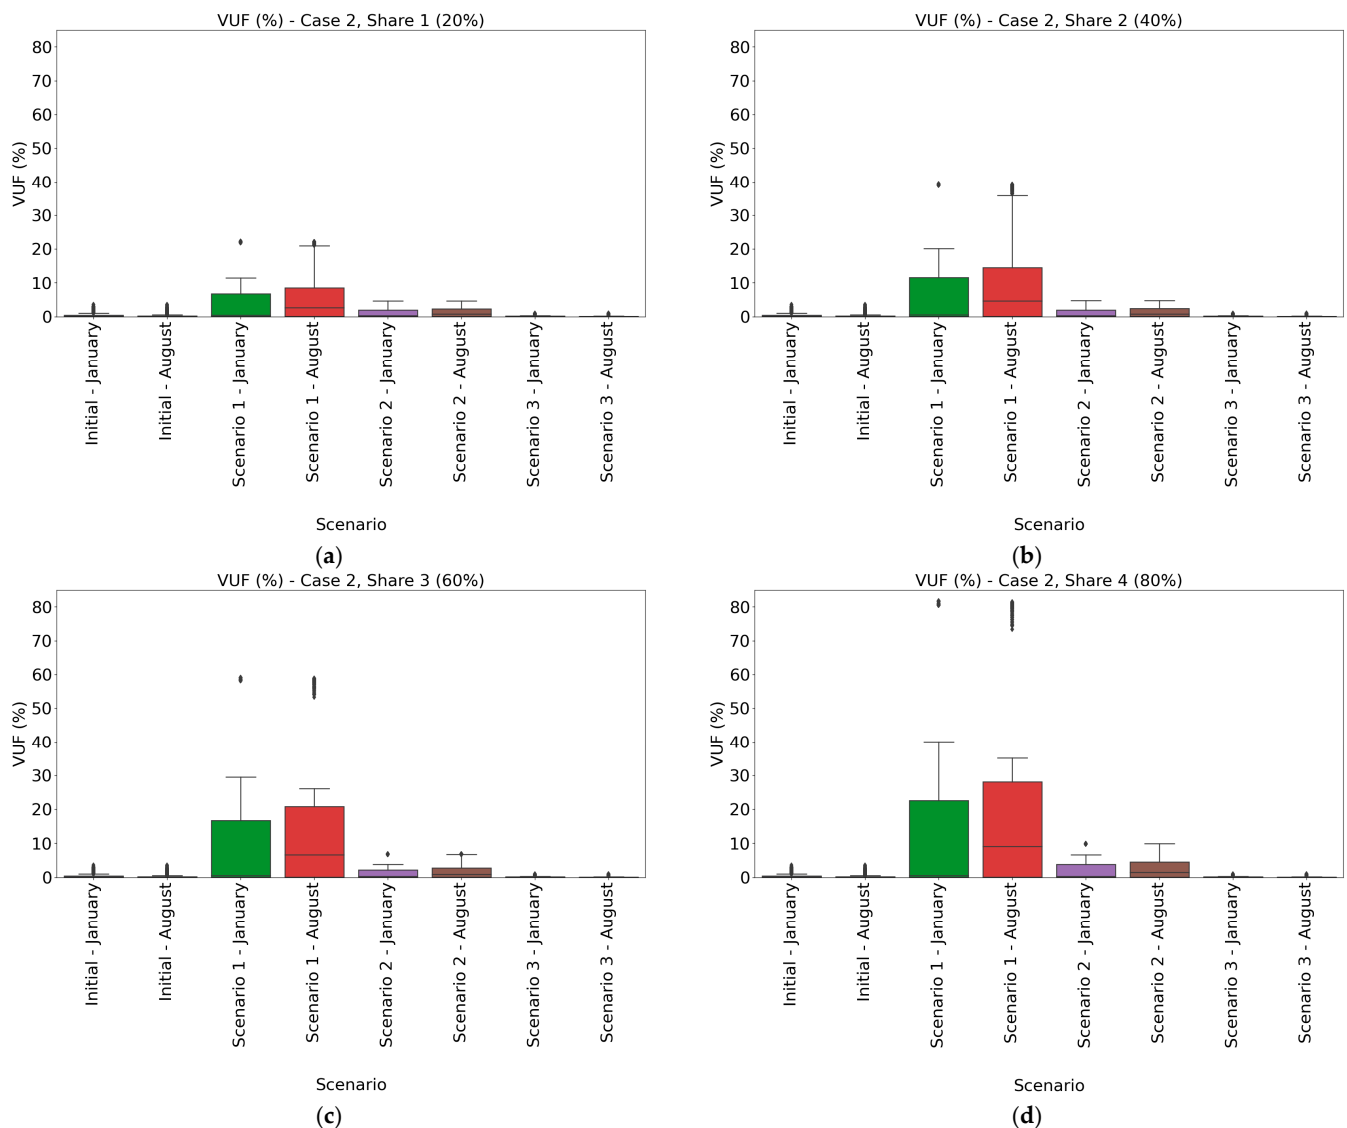 VUF (%) - Case 2, Share 1 (20%)
VUF (%)
80
70
60
50
40
30
20
10
0
Initial - January
Initial - August
Scenario 1 - January
Scenario 1 - August
Scenario 2 - January
Scenario 2 - August
Scenario 3 - January
Scenario 3 - August
Scenario
(a)
VUF (%) - Case 2, Share 2 (40%)
VUF (%)
80
70
60
50
40
30
20
10
0
Initial - January
Initial - August
Scenario 1 - January
Scenario 1 - August
Scenario 2 - January
Scenario 2 - August
Scenario 3 - January
Scenario 3 - August
Scenario
(b)
VUF (%) - Case 2, Share 3 (60%)
VUF (%)
80
70
60
50
40
30
20
10
0
Initial - January
Initial - August
Scenario 1 - January
Scenario 1 - August
Scenario 2 - January
Scenario 2 - August
Scenario 3 - January
Scenario 3 - August
Scenario
(c)
VUF (%) - Case 2, Share 4 (80%)
VUF (%)
80
70
60
50
40
30
20
10
0
Initial - January
Initial - August
Scenario 1 - January
Scenario 1 - August
Scenario 2 - January
Scenario 2 - August
Scenario 3 - January
Scenario 3 - August
Scenario
(d)